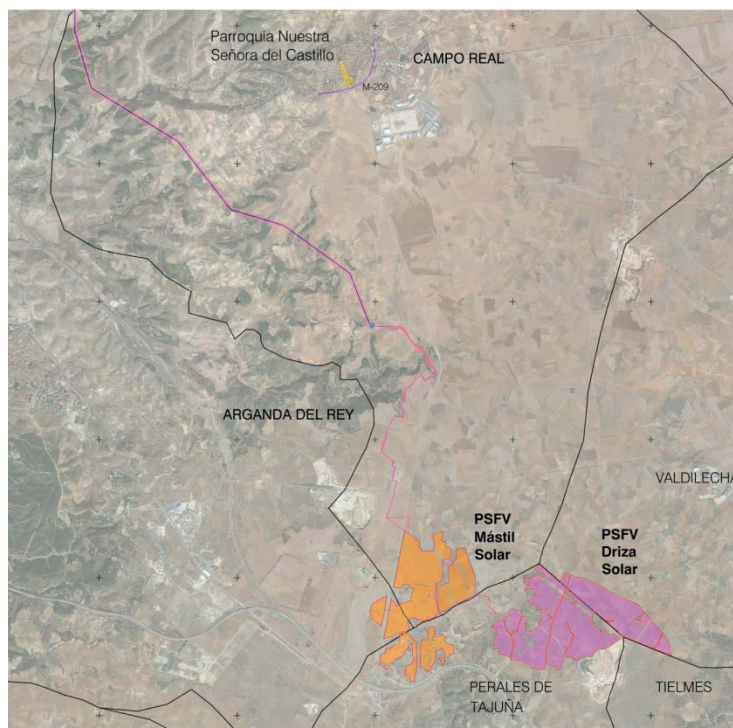 Parroquia Nuestra
Señora del Castillo
CAMPO REAL
M-209
ARGANDA DEL REY
VALDILECHA
PSFV
Mástil
Solar
PSFV
Driza
Solar
PERALES DE
TAJUÑA
TIELMES